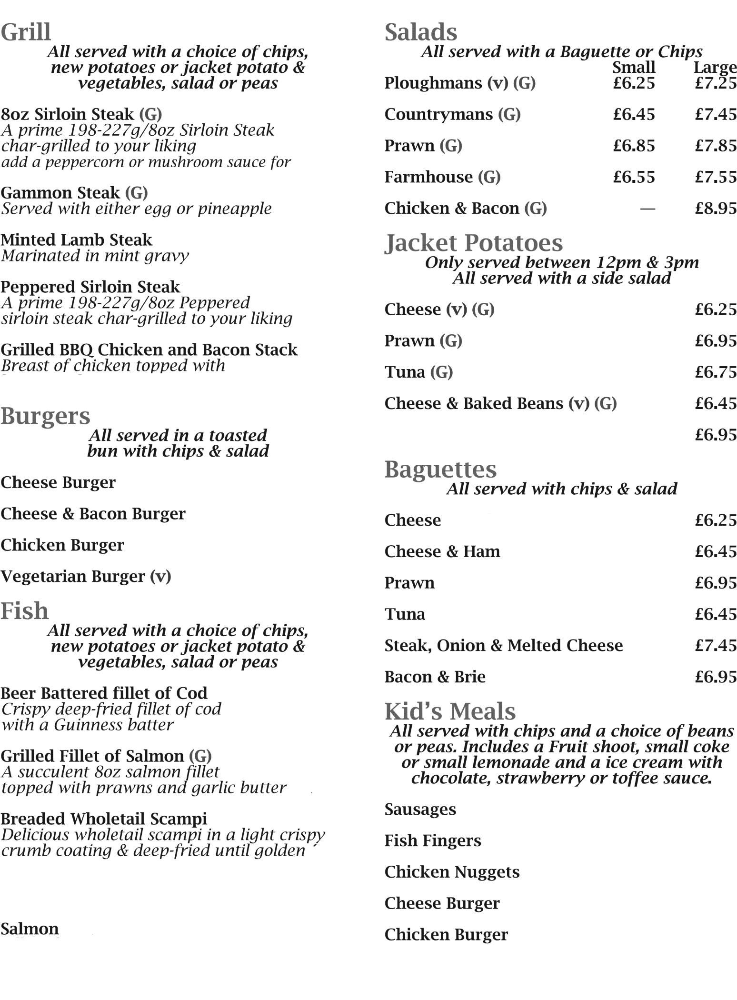 Grill
All served with a choice of chips,
new potatoes or jacket potato &
vegetables, salad or peas
8oz Sirloin Steak (G)
A prime 198-227g/8oz Sirloin Steak
char-grilled to your liking
add a peppercorn or mushroom sauce for
Gammon Steak (G)
Served with either egg or pineapple
Minted Lamb Steak
Marinated in mint gravy
Peppered Sirloin Steak
A prime 198-227g/8oz Peppered
sirloin steak char-grilled to your liking
Grilled BBQ Chicken and Bacon Stack
Breast of chicken topped with
Burgers
All served in a toasted
bun with chips & salad
Cheese Burger
Cheese & Bacon Burger
Chicken Burger
Vegetarian Burger (v)
Fish
All served with a choice of chips,
new potatoes or jacket potato &
vegetables, salad or peas
Beer Battered fillet of Cod
Crispy deep-fried fillet of cod
with a Guinness batter
Grilled Fillet of Salmon (G)
A succulent 8oz salmon fillet
topped with prawns and garlic butter
Breaded Wholetail Scampi
Delicious wholetail scampi in a light crispy
crumb coating & deep-fried until golden
Salmon
Salads
All served with a Baguette or Chips
Small Large
Ploughmans (v) (G) £6.25 £7.25
Countrymans (G) £6.45 £7.45
Prawn (G) £6.85 £7.85
Farmhouse (G) £6.55 £7.55
Chicken & Bacon (G) — £8.95
Jacket Potatoes
Only served between 12pm & 3pm
All served with a side salad
Cheese (v) (G) £6.25
Prawn (G) £6.95
Tuna (G) £6.75
Cheese & Baked Beans (v) (G) £6.45
£6.95
Baguettes
All served with chips & salad
Cheese £6.25
Cheese & Ham £6.45
Prawn £6.95
Tuna £6.45
Steak, Onion & Melted Cheese £7.45
Bacon & Brie £6.95
Kid’s Meals
All served with chips and a choice of beans
or peas. Includes a Fruit shoot, small coke
or small lemonade and a ice cream with
chocolate, strawberry or toffee sauce.
Sausages
Fish Fingers
Chicken Nuggets
Cheese Burger
Chicken Burger